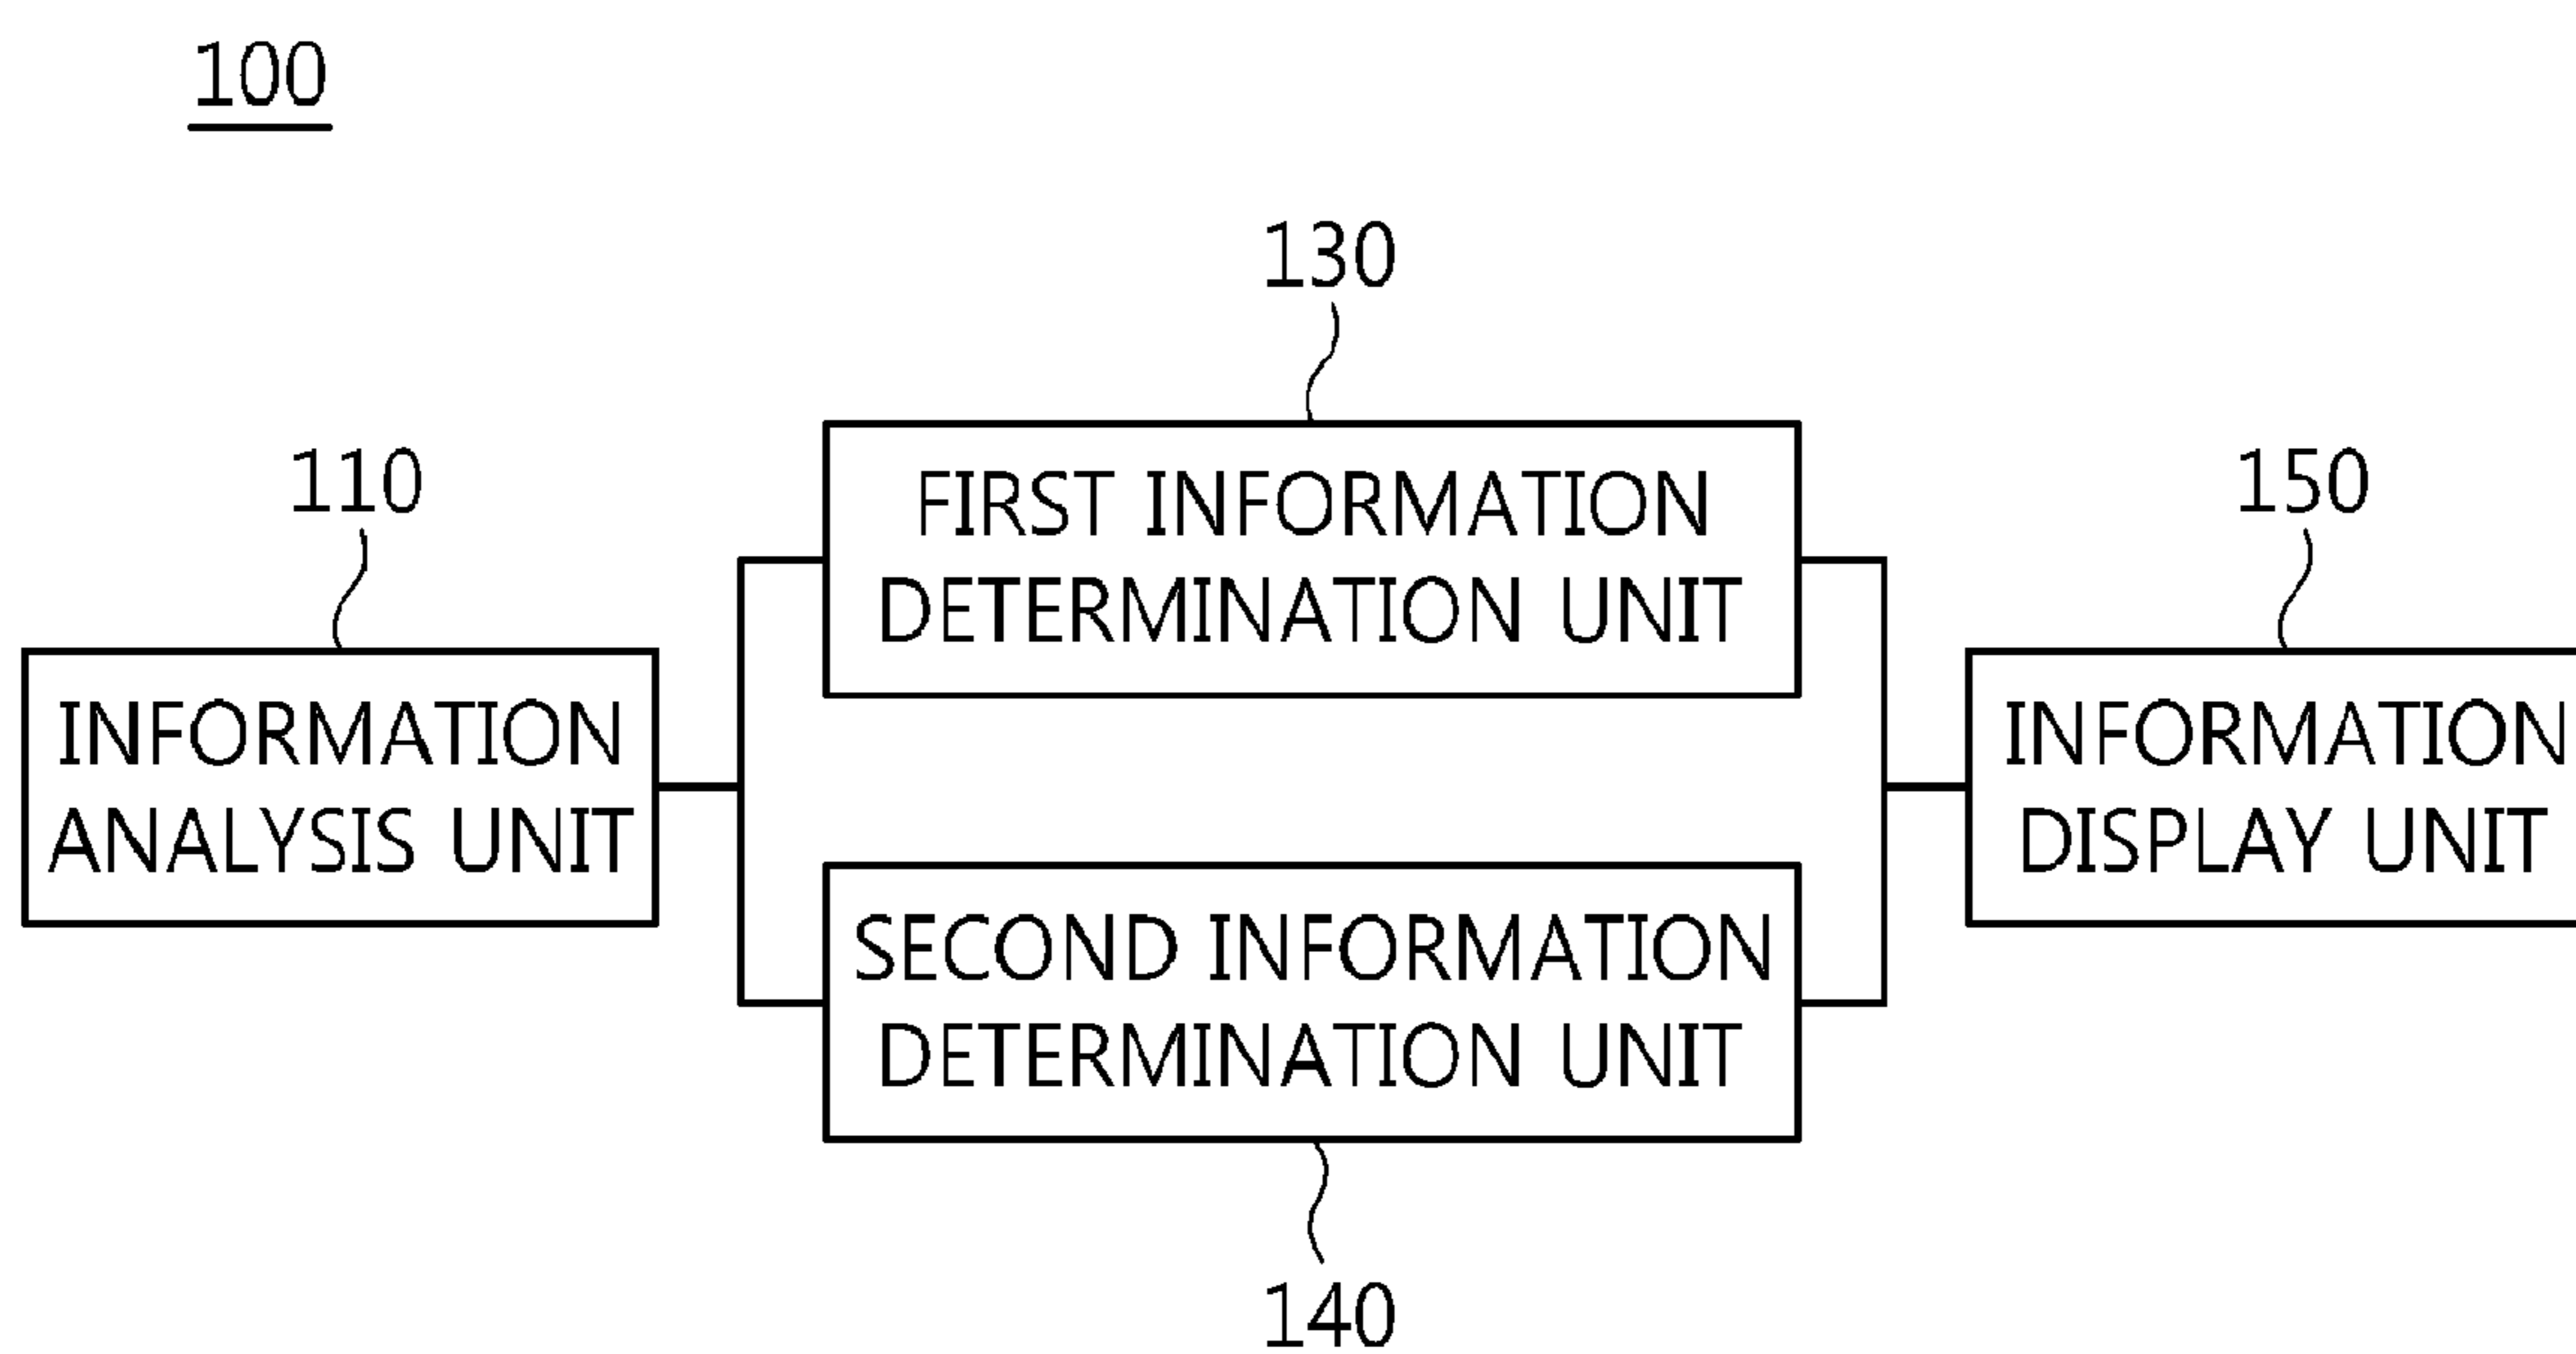 100
130
FIRST INFORMATION
DETERMINATION UNIT
110
INFORMATION
ANALYSIS UNIT
150
INFORMATION
DISPLAY UNIT
SECOND INFORMATION
DETERMINATION UNIT
140